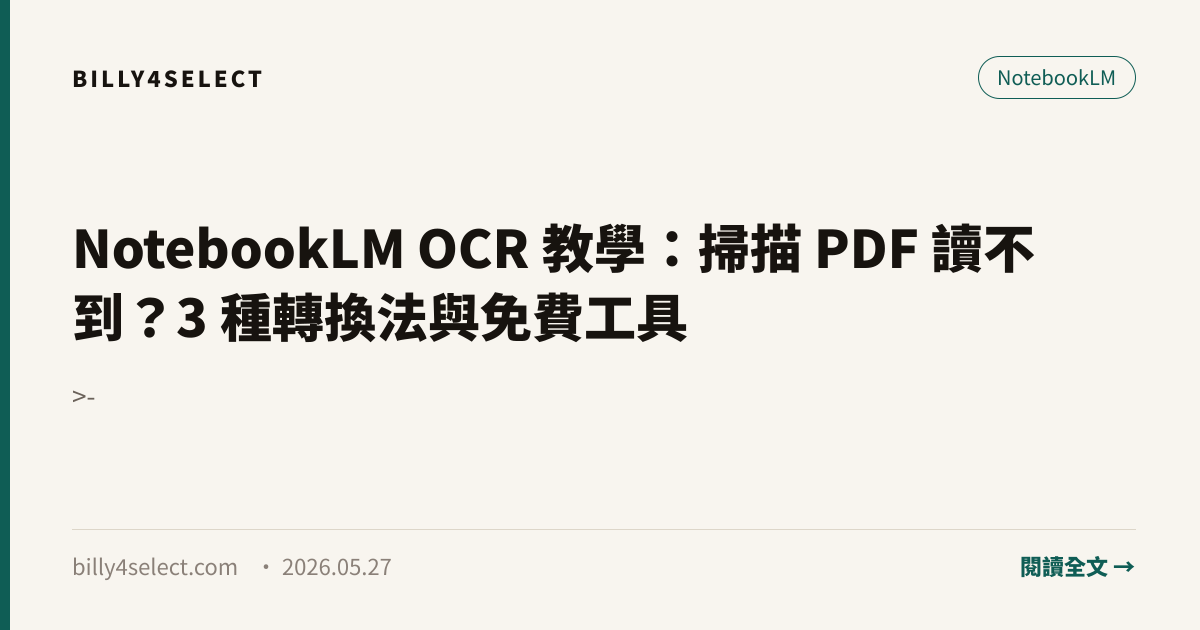 BILLY4SELECT
NotebookLM
NotebookLM OCR 教學：掃描 PDF 讀不
到？3 種轉換法與免費工具
>-
billy4select.com • 2026.05.27
閱讀全文 →